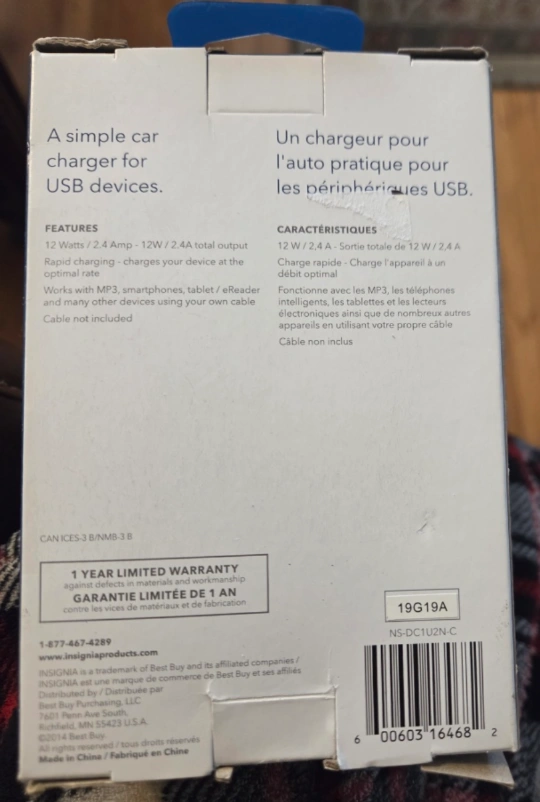 A simple car
charger for
USB devices.
Un chargeur pour
l'auto pratique pour
les périphériques USB.
FEATURES
12 Watts / 2,4 Amp - 12W / 2.4A total output
Rapid charging - charges your device at the
optimal rate
Works with MP3, smartphones, tablet / eReader
and many other devices using your own cable
Cable not included
CARACTÉRISTIQUES
12 W / 2,4 A - Sortie totale de 12 W / 2,4 A
Charge rapide - Charge l'appareil à un
débit optimal
Fonctionne avec les MP3, les téléphones
intelligents, les tablettes et les lecteurs
électroniques ainsi que de nombreux autres
appareils en utilisant votre propre câble
Câble non inclus
CAN ICES-3 B/NMB-3 B
1 YEAR LIMITED WARRANTY
against defects in materials and workmanship
GARANTIE LIMITÉE DE 1 AN
contre les vices de matériaux et de fabrication
1-877-467-4289
www.insigniaproducts.com
INSIGNIA is a trademark of Best Buy and its affiliated companies /
INSIGNIA est une marque de commerce de Best Buy et ses affiliés
Distributed by / Distribuée par
Best Buy Purchasing, LLC
7601 Penn Ave South,
Richfield, MN 55423 U.S.A.
©2014 Best Buy
All rights reserved / tous droits réservés
Made in China / Fabriqué en Chine
19G19A
NS-DC1U2N-C
6 00603 16468 2